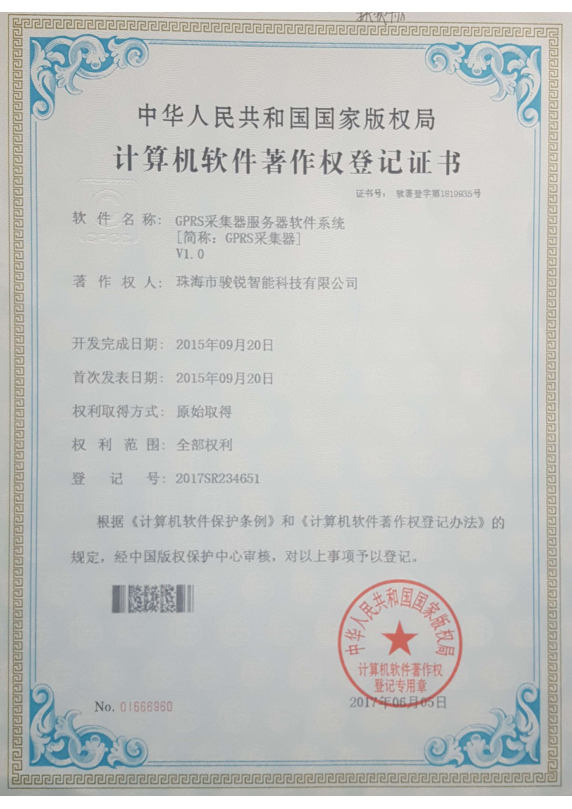 中华人民共和国国家版权局
计算机软件著作权登记证书
证书号： 软著登字第1819935号
软件名称： GPRS采集器服务器软件系统
[简称：GPRS采集器]
V1.0
著作权人： 珠海市骏锐智能科技有限公司
开发完成日期： 2015年09月20日
首次发表日期： 2015年09月20日
权利取得方式： 原始取得
权利范围： 全部权利
登记号： 2017SR234651
根据《计算机软件保护条例》和《计算机软件著作权登记办法》的
规定，经中国版权保护中心审核，对以上事项予以登记。
中华人民共和国国家版权局
计算机软件著作权
登记专用章
No. 01666960
2017年06月05日